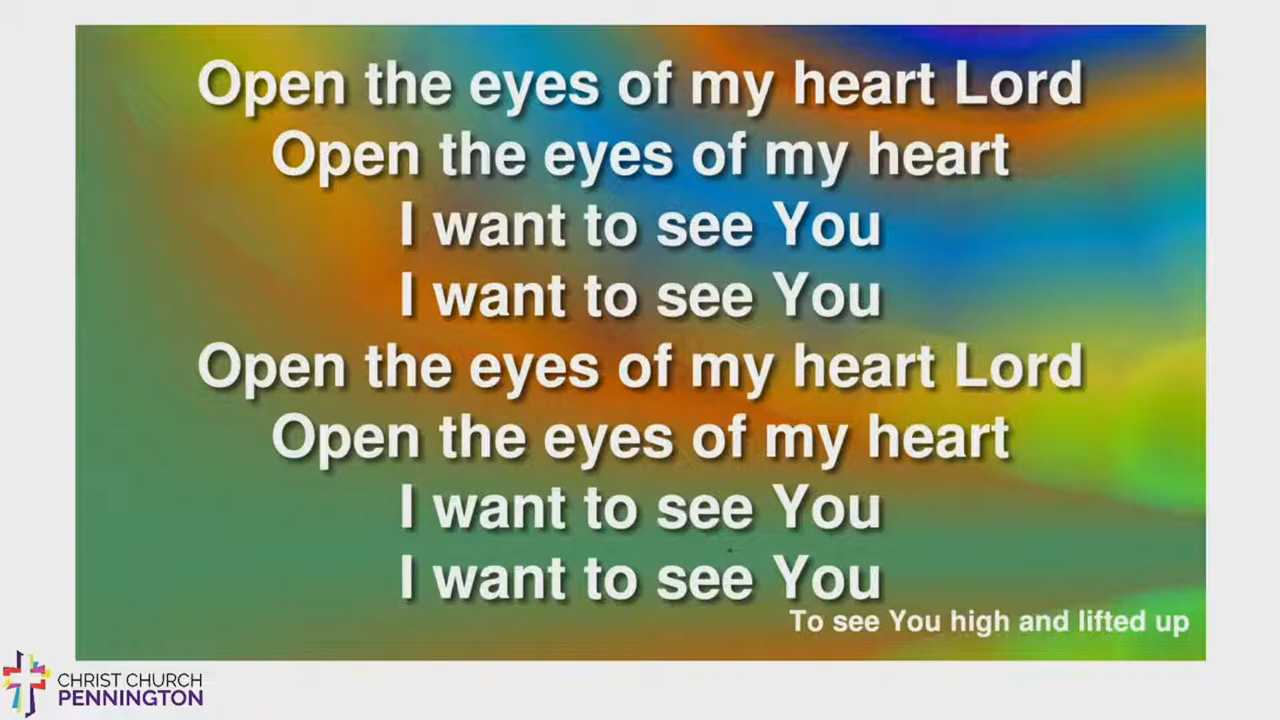 Open the eyes of my heart Lord
Open the eyes of my heart
I want to see You
I want to see You
Open the eyes of my heart Lord
Open the eyes of my heart
I want to see You
I want to see You
To see You high and lifted up
CHRIST CHURCH
PENNINGTON